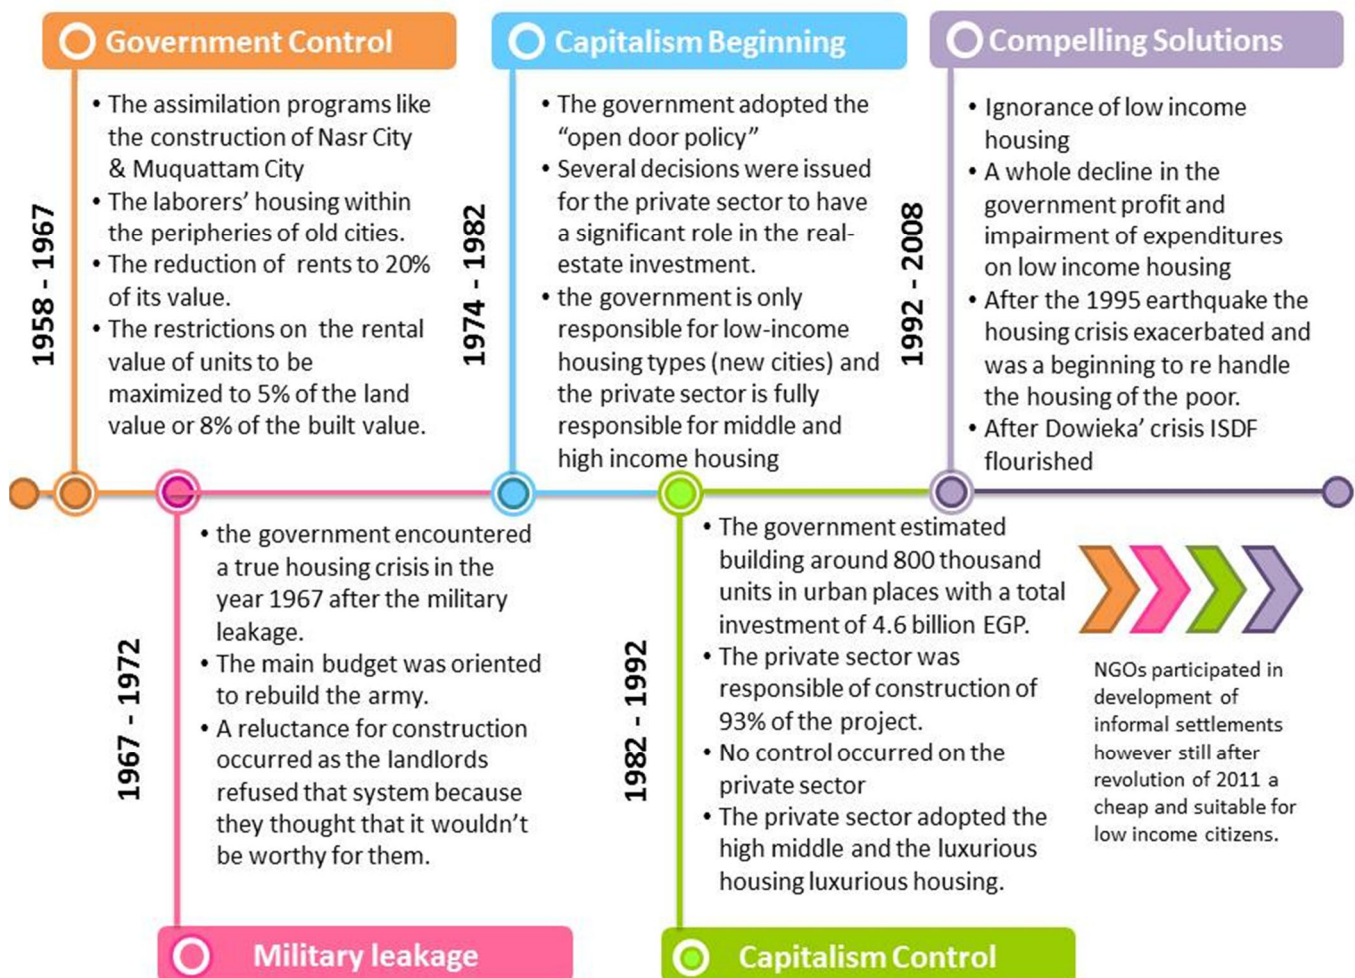 Government Control
1958 - 1967
• The assimilation programs like
the construction of Nasr City
& Muquattam City
• The laborers' housing within
the peripheries of old cities.
• The reduction of rents to 20%
of its value.
• The restrictions on the rental
value of units to be
maximized to 5% of the land
value or 8% of the built value.
Capitalism Beginning
1974 - 1982
• The government adopted the
“open door policy”
• Several decisions were issued
for the private sector to have
a significant role in the real-
estate investment.
• the government is only
responsible for low-income
housing types (new cities) and
the private sector is fully
responsible for middle and
high income housing
Compelling Solutions
1992 - 2008
• Ignorance of low income
housing
• A whole decline in the
government profit and
impairment of expenditures
on low income housing
• After the 1995 earthquake the
housing crisis exacerbated and
was a beginning to re handle
the housing of the poor.
• After Dowieka' crisis ISDF
flourished
1967 - 1972
• the government encountered
a true housing crisis in the
year 1967 after the military
leakage.
• The main budget was oriented
to rebuild the army.
• A reluctance for construction
occurred as the landlords
refused that system because
they thought that it wouldn't
be worthy for them.
Military leakage
1982 - 1992
• The government estimated
building around 800 thousand
units in urban places with a total
investment of 4.6 billion EGP.
• The private sector was
responsible of construction of
93% of the project.
• No control occurred on the
private sector
• The private sector adopted the
high middle and the luxurious
housing luxurious housing.
Capitalism Control
NGOs participated in
development of
informal settlements
however still after
revolution of 2011 a
cheap and suitable for
low income citizens.